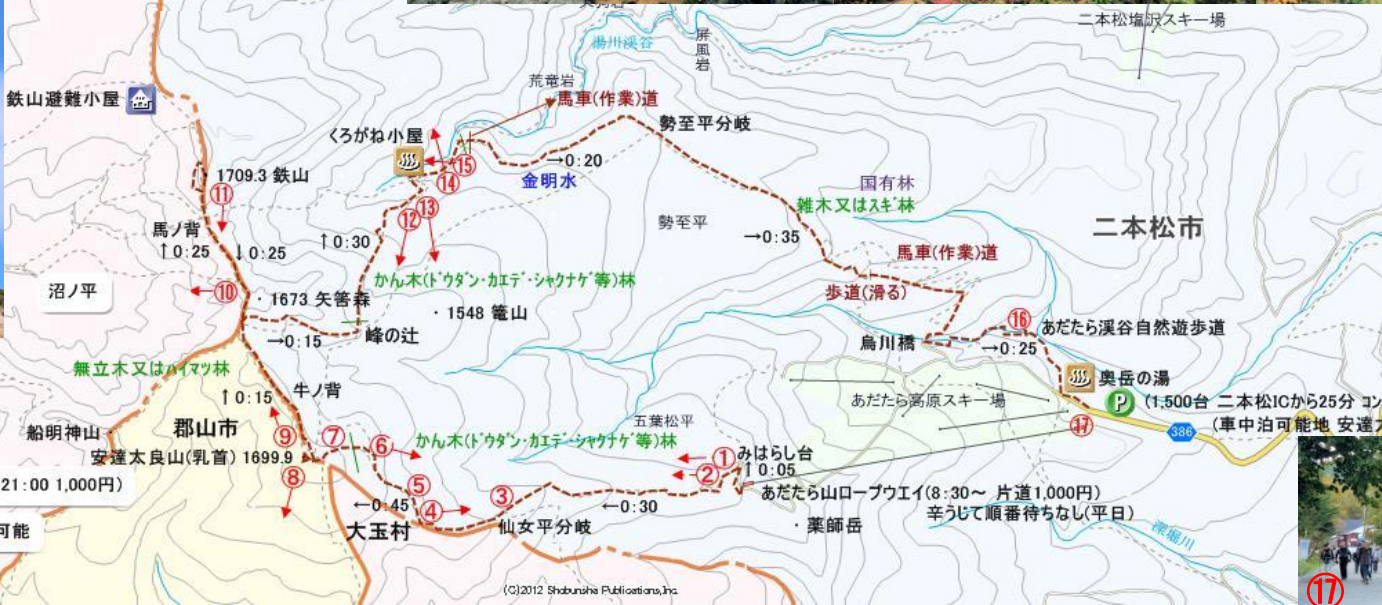 二本松塩沢スキー場
湯川渓谷
屏風岩
荒竜岩
鉄山避難小屋
馬車(作業)道
くろがね小屋
勢至平分岐
⑮
→0:20
⑭
金明水
1709.3 鉄山
⑪
国有林
⑫ ⑬
雑木又はスギ林
勢至平
二本松市
馬ノ背
↑0:25
↓0:25
↑0:30
→0:35
馬車(作業)道
かん木(ドウダン・カエデ・シャクナゲ等)林
沼ノ平
⑩
・1673 矢筈森
歩道(滑る)
・1548 篭山
⑯
あだたら渓谷自然遊歩道
→0:15
峰の辻
烏川橋
→0:25
無立木又はハイマツ林
奥岳の湯
↑0:15
牛ノ背
あだたら高原スキー場
P
(1,500台 二本松ICから25分 コン
386
(車中泊可能地 安達
⑰
船明神山
郡山市
⑨
⑦
⑥
かん木(ドウダン・カエデ・シャクナゲ等)林
五葉松平
安達太良山(乳首) 1699.9
①
みはらし台
↑0:05
②
⑧
21:00 1,000円)
⑤
③
あだたら山ロープウエイ(8:30～ 片道1,000円)
←0:45
④
←0:30
辛うじて順番待ちなし(平日)
可能
大玉村
仙女平分岐
・薬師岳
深堀川
(C)2012 Shobunsha Publications,Inc.
⑰